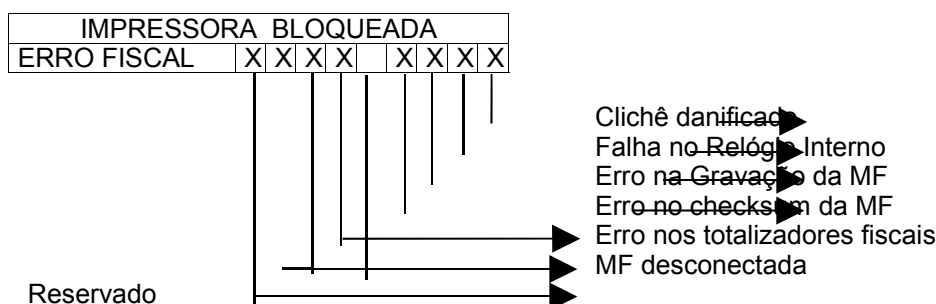 IMPRESSORA BLOQUEADA
ERRO FISCAL X X X X X X X X
Clichê danificado
Falha no Relógio Interno
Erro na Gravação da MF
Erro no checksum da MF
Erro nos totalizadores fiscais
MF desconectada
Reservado